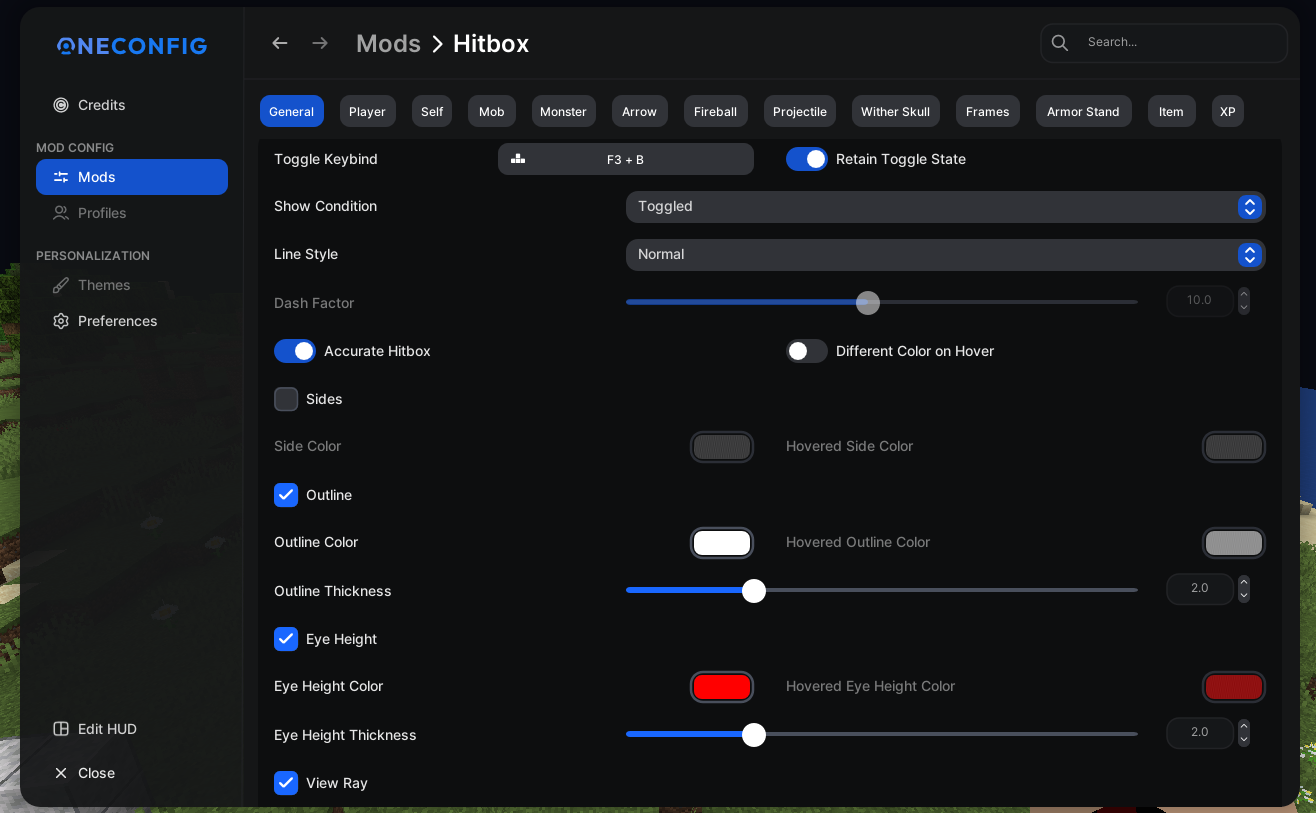 ONECONFIG
Mods > Hitbox
Search...
Credits
MOD CONFIG
Mods
Profiles
PERSONALIZATION
Themes
Preferences
Edit HUD
Close
General Player Self Mob Monster Arrow Fireball Projectile Wither Skull Frames Armor Stand Item XP
Toggle Keybind F3 + B Retain Toggle State
Show Condition Toggled
Line Style Normal
Dash Factor 10.0
Accurate Hitbox Different Color on Hover
Sides
Side Color Hovered Side Color
Outline
Outline Color Hovered Outline Color
Outline Thickness 2.0
Eye Height
Eye Height Color Hovered Eye Height Color
Eye Height Thickness 2.0
View Ray